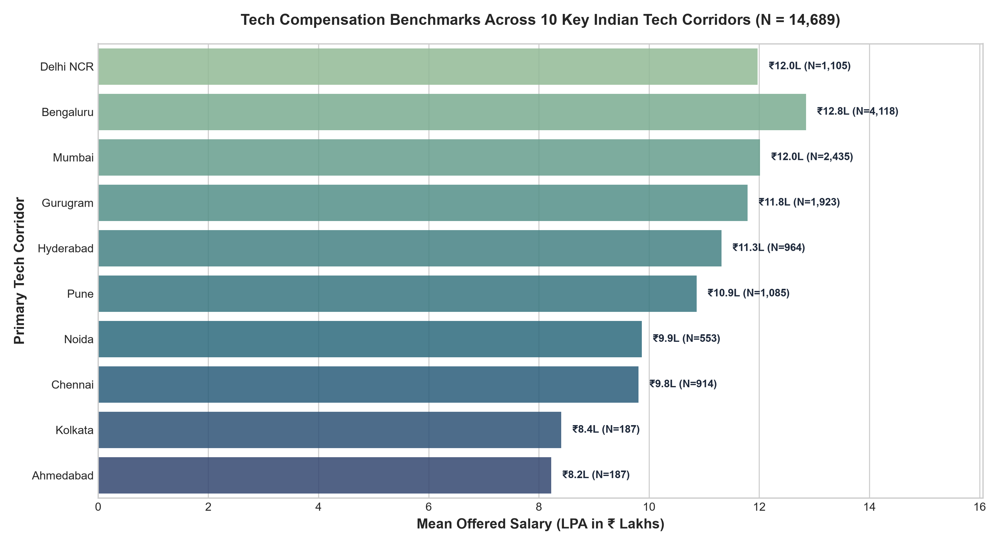 Tech Compensation Benchmarks Across 10 Key Indian Tech Corridors (N = 14,689)
Primary Tech Corridor
Delhi NCR ₹12.0L (N=1,105)
Bengaluru ₹12.8L (N=4,118)
Mumbai ₹12.0L (N=2,435)
Gurugram ₹11.8L (N=1,923)
Hyderabad ₹11.3L (N=964)
Pune ₹10.9L (N=1,085)
Noida ₹9.9L (N=553)
Chennai ₹9.8L (N=914)
Kolkata ₹8.4L (N=187)
Ahmedabad ₹8.2L (N=187)
0 2 4 6 8 10 12 14 16
Mean Offered Salary (LPA in ₹ Lakhs)